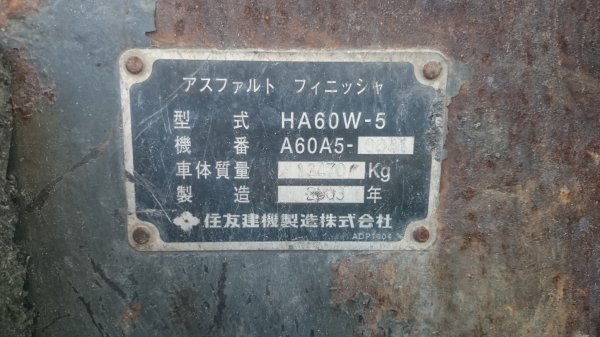 アスファルト フィニッシャ
型 式 HA60W-5
機 番 A60A5-
車体質量 Kg
製 造 年
住友建機製造株式会社
ADP1004